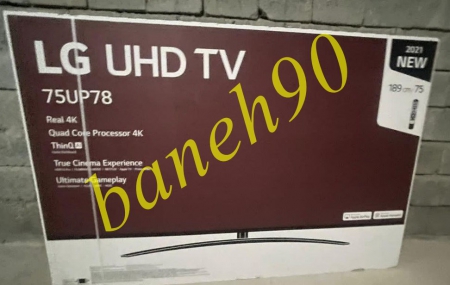 LG UHD TV
75UP78
Real 4K
Quad Core Processor 4K
ThinQ AI
True Cinema Experience
Ultimate Gameplay
2021
NEW
189 cm / 75
baneh90